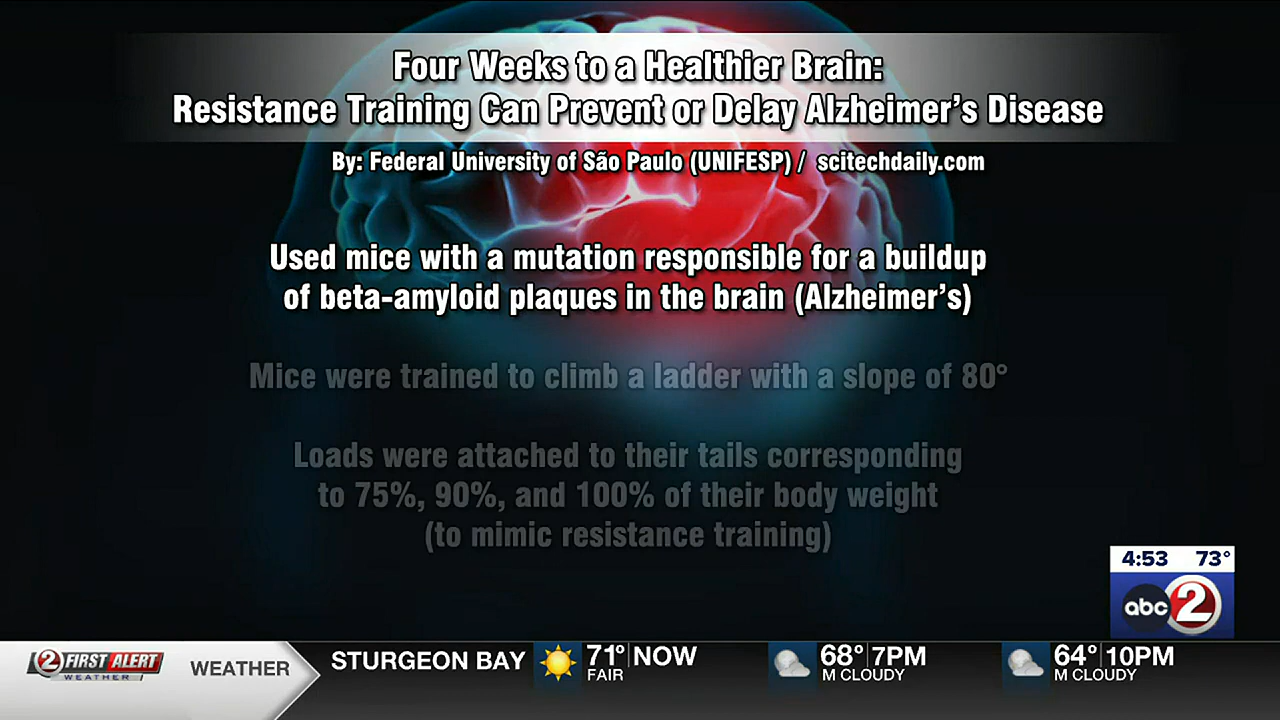 Four Weeks to a Healthier Brain:
Resistance Training Can Prevent or Delay Alzheimer's Disease
By: Federal University of São Paulo (UNIFESP) / scitechdaily.com
Used mice with a mutation responsible for a buildup
of beta-amyloid plaques in the brain (Alzheimer's)
Mice were trained to climb a ladder with a slope of 80°
Loads were attached to their tails corresponding
to 75%, 90%, and 100% of their body weight
(to mimic resistance training)
4:53 73°
abc 2
2 FIRST ALERT
WEATHER
WEATHER
STURGEON BAY
71° NOW
FAIR
68° 7PM
M CLOUDY
64° 10PM
M CLOUDY